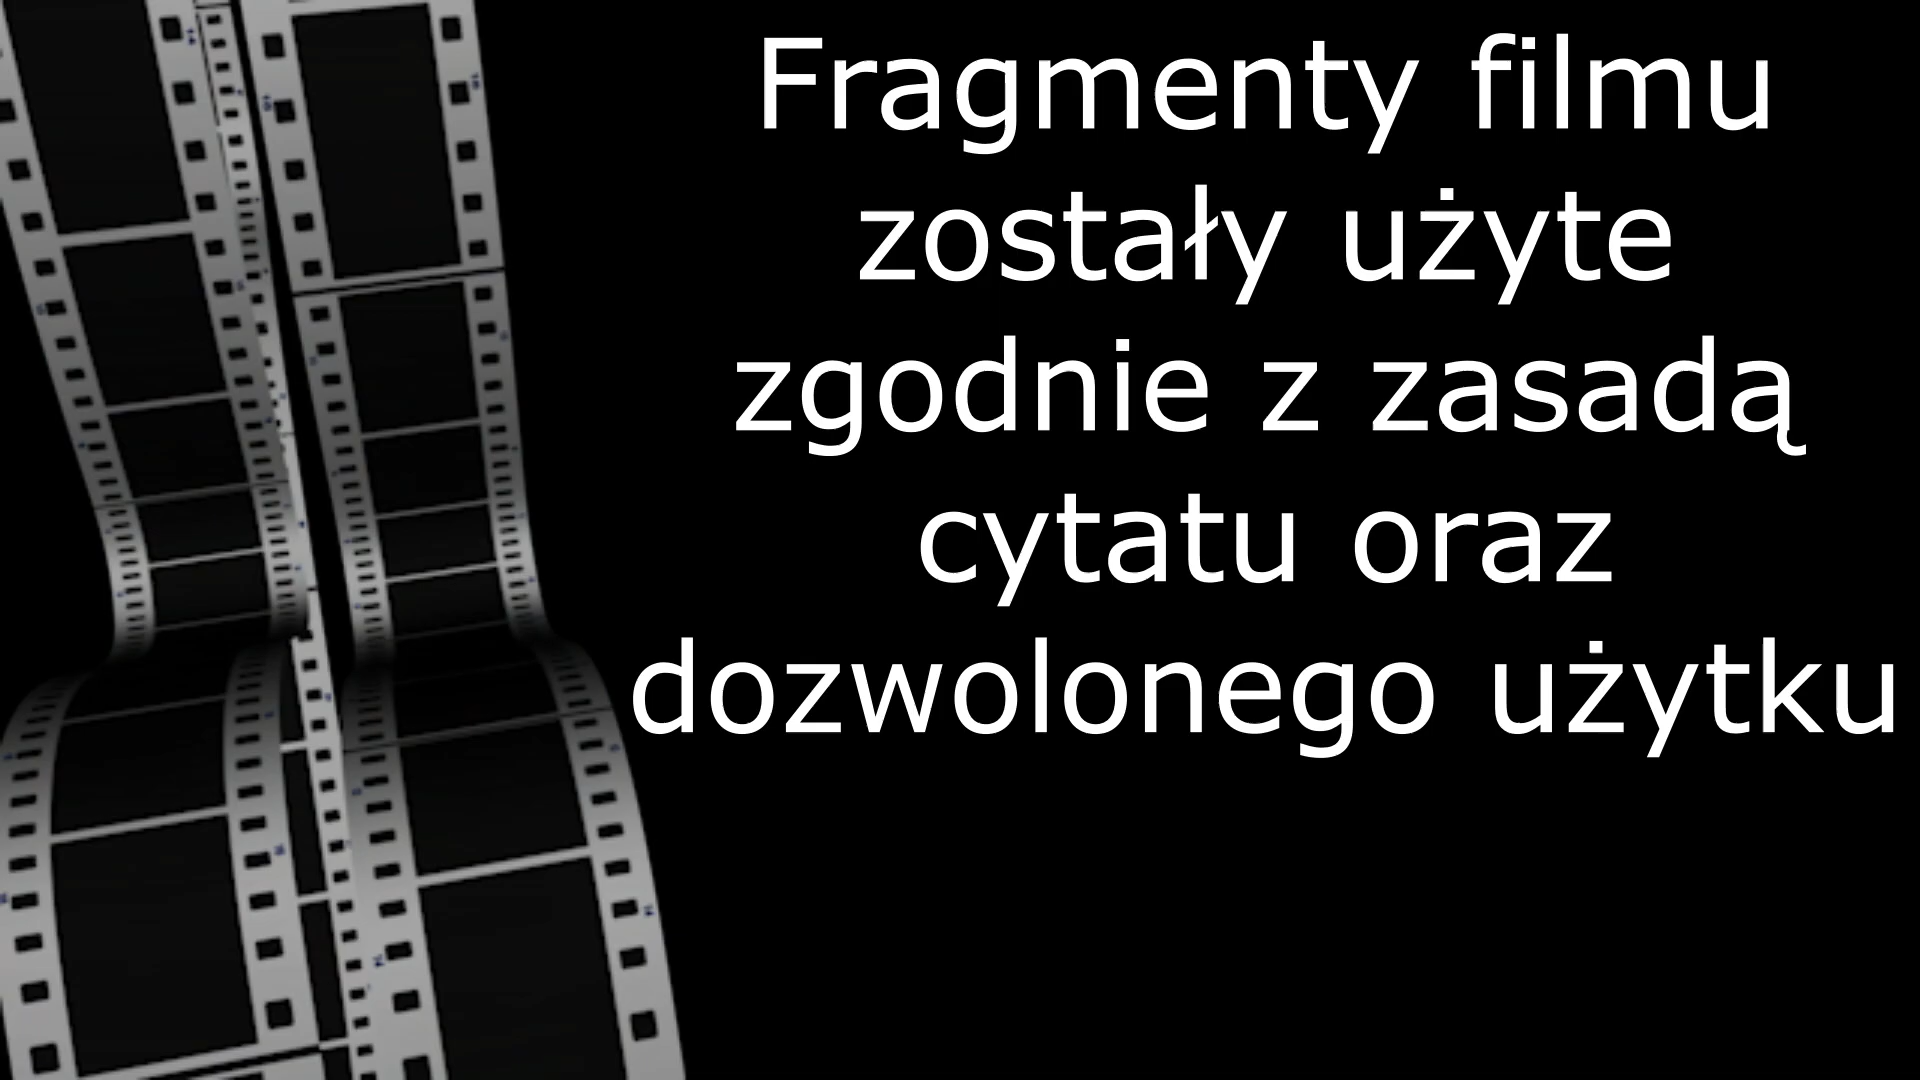 Fragmenty filmu
zostały użyte
zgodnie z zasadą
cytatu oraz
dozwolonego użytku